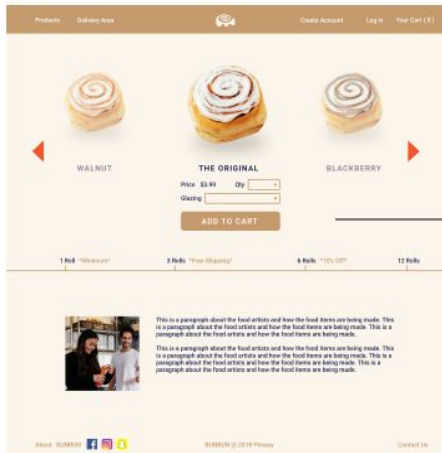 Products Delivery Area Create Account Log in Your Cart ( 0 )
WALNUT THE ORIGINAL BLACKBERRY
Price $3.99 Qty
Glazing
ADD TO CART
1 Roll *Minimum* 3 Rolls *Free Shipping* 6 Rolls *10% Off* 12 Rolls
This is a paragraph about the food artists and how the food items are being made. This
is a paragraph about the food artists and how the food items are being made. This is a
paragraph about the food artists and how the food items are being made.
This is a paragraph about the food artists and how the food items are being made. This
is a paragraph about the food artists and how the food items are being made. This is a
paragraph about the food artists and how the food items are being made. This is a
paragraph about the food artists and how the food items are being made.
About BUNBUN BUNBUN @ 2018 Privacy Contact Us